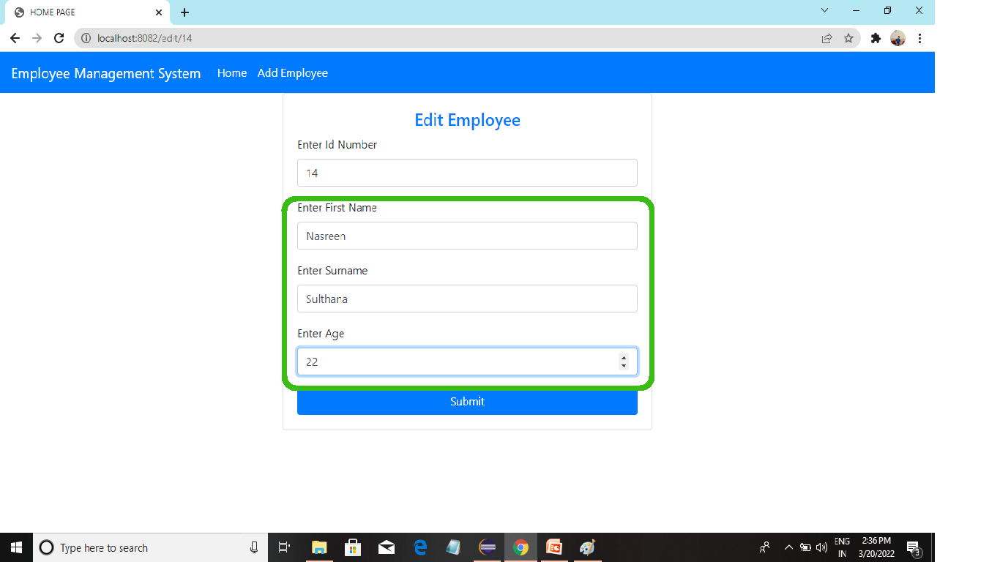 HOME PAGE
localhost:8082/edit/14
Employee Management System Home Add Employee
Edit Employee
Enter Id Number
14
Enter First Name
Nasreen
Enter Surname
Sulthana
Enter Age
22
Submit
Type here to search
ENG
IN
2:36 PM
3/20/2022
3